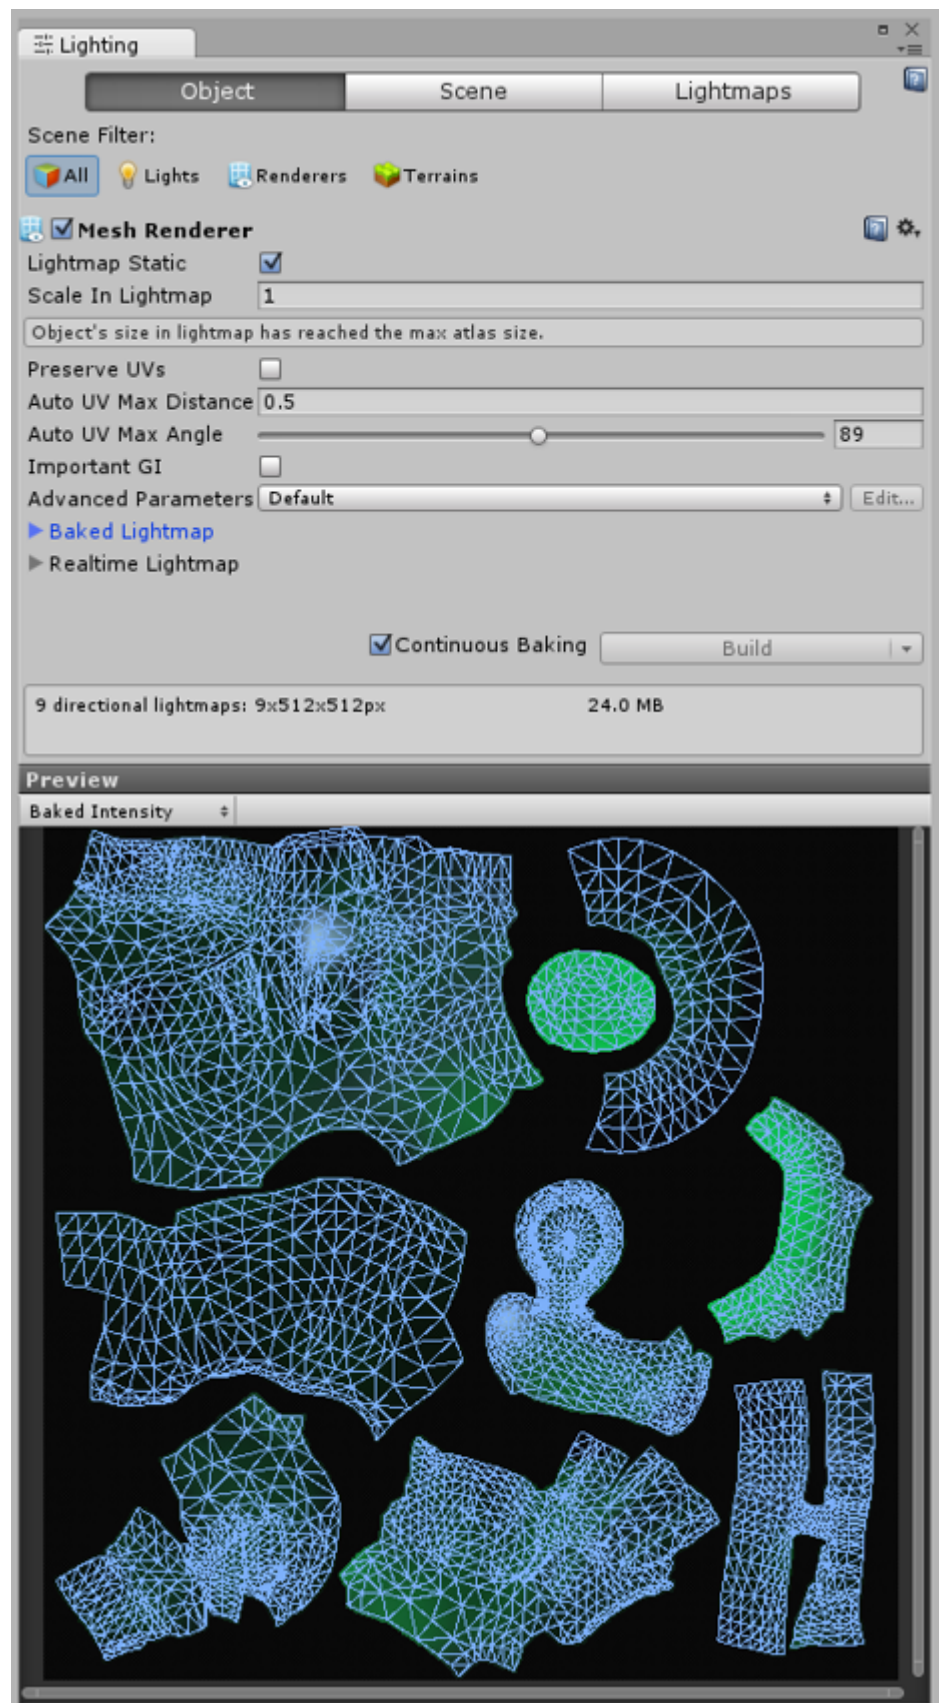 Lighting
Object Scene Lightmaps
Scene Filter:
All Lights Renderers Terrains
Mesh Renderer
Lightmap Static
Scale In Lightmap 1
Object's size in lightmap has reached the max atlas size.
Preserve UVs
Auto UV Max Distance 0.5
Auto UV Max Angle 89
Important GI
Advanced Parameters Default Edit...
Baked Lightmap
Realtime Lightmap
Continuous Baking Build
9 directional lightmaps: 9x512x512px 24.0 MB
Preview
Baked Intensity